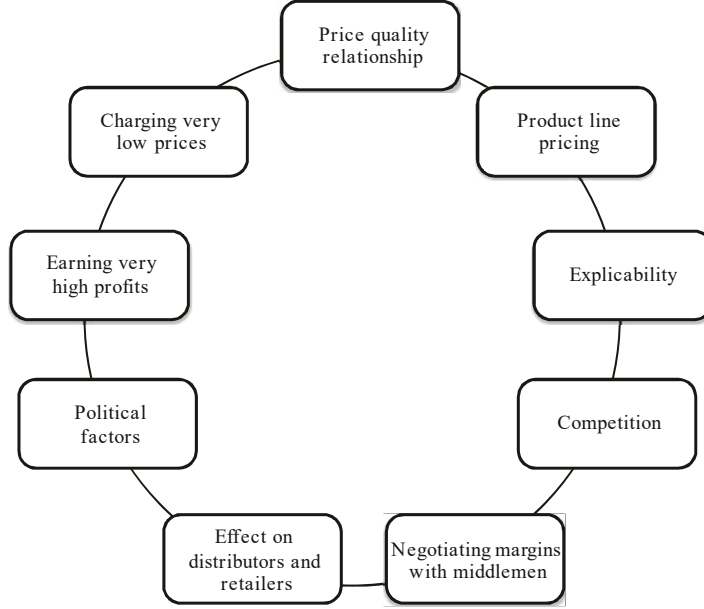 Price quality
relationship
Product line
pricing
Explicability
Competition
Negotiating margins
with middlemen
Effect on
distributors and
retailers
Political
factors
Earning very
high profits
Charging very
low prices